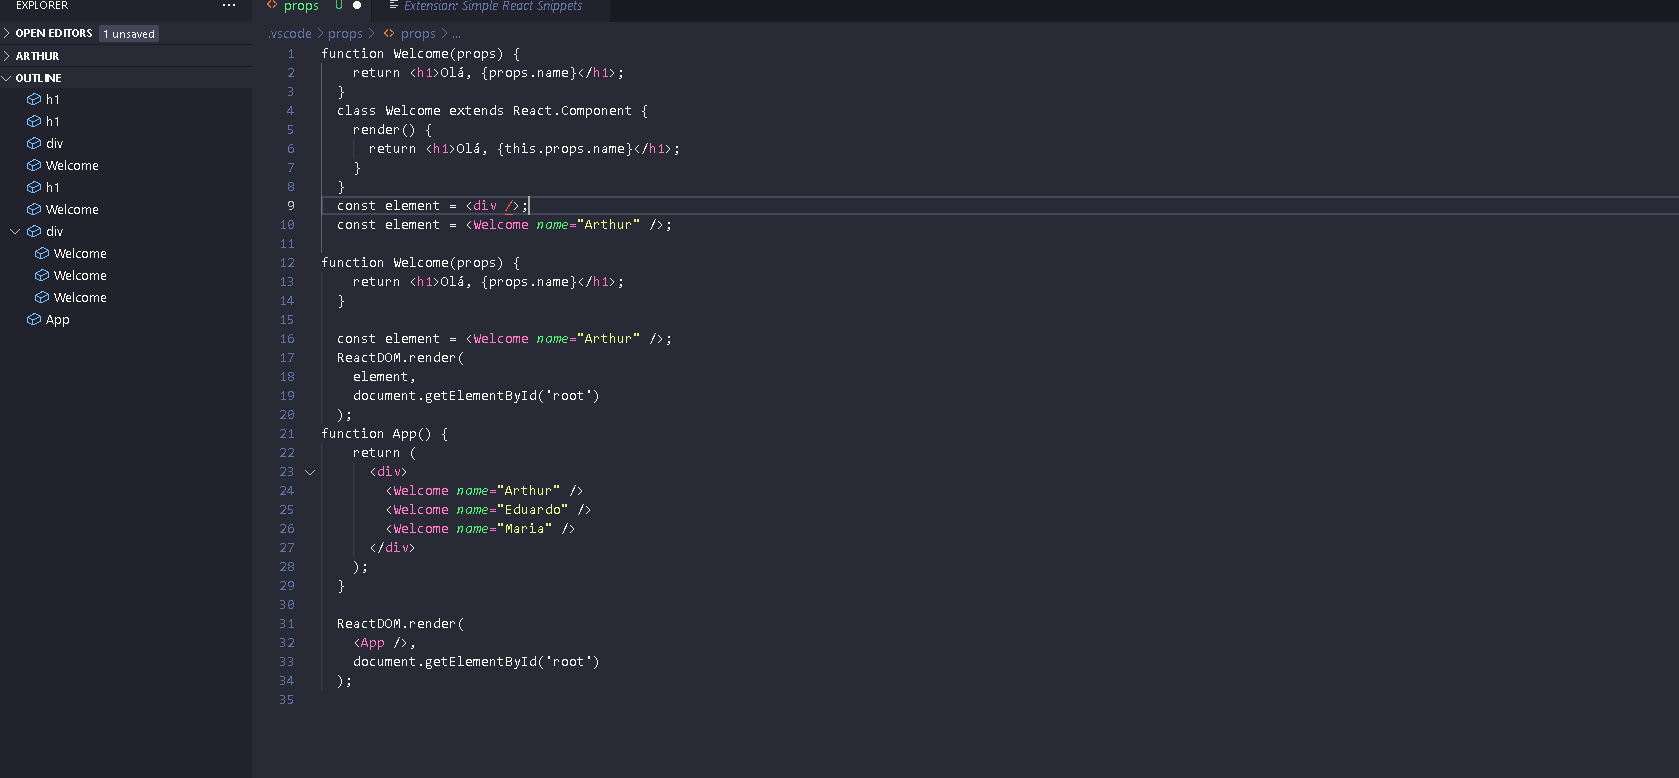 EXPLORER
...
props U
Extension: Simple React Snippets
OPEN EDITORS 1 unsaved
ARTHUR
OUTLINE
h1
h1
div
Welcome
h1
Welcome
div
Welcome
Welcome
Welcome
App
.vscode > props > props > ...
1 function Welcome(props) {
2 return <h1>Olá, {props.name}</h1>;
3 }
4 class Welcome extends React.Component {
5 render() {
6 return <h1>Olá, {this.props.name}</h1>;
7 }
8 }
9 const element = <div />;
10 const element = <Welcome name="Arthur" />;
11
12 function Welcome(props) {
13 return <h1>Olá, {props.name}</h1>;
14 }
15
16 const element = <Welcome name="Arthur" />;
17 ReactDOM.render(
18 element,
19 document.getElementById('root')
20 );
21 function App() {
22 return (
23 <div>
24 <Welcome name="Arthur" />
25 <Welcome name="Eduardo" />
26 <Welcome name="Maria" />
27 </div>
28 );
29 }
30
31 ReactDOM.render(
32 <App />,
33 document.getElementById('root')
34 );
35